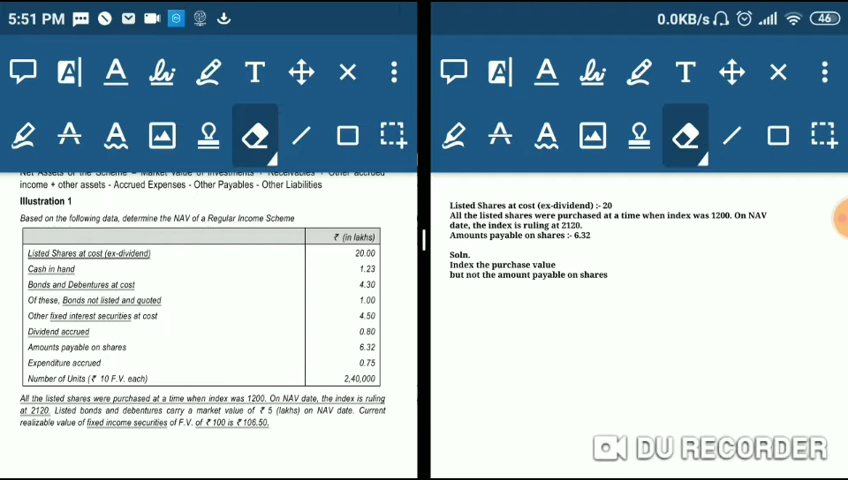 5:51 PM
0.0KB/s
46
Net Assets of the Scheme = Market Value of Investments + Receivables + Other accrued
income + other assets - Accrued Expenses - Other Payables - Other Liabilities
Illustration 1
Based on the following data, determine the NAV of a Regular Income Scheme
₹ (in lakhs)
Listed Shares at cost (ex-dividend) 20.00
Cash in hand 1.23
Bonds and Debentures at cost 4.30
Of these, Bonds not listed and quoted 1.00
Other fixed interest securities at cost 4.50
Dividend accrued 0.80
Amounts payable on shares 6.32
Expenditure accrued 0.75
Number of Units (₹ 10 F.V. each) 2,40,000
All the listed shares were purchased at a time when index was 1200. On NAV date, the index is ruling
at 2120. Listed bonds and debentures carry a market value of ₹ 5 (lakhs) on NAV date. Current
realizable value of fixed income securities of F.V. of ₹ 100 is ₹ 106.50.
Listed Shares at cost (ex-dividend) :- 20
All the listed shares were purchased at a time when index was 1200. On NAV
date, the index is ruling at 2120.
Amounts payable on shares :- 6.32
Soln.
Index the purchase value
but not the amount payable on shares
DU RECORDER